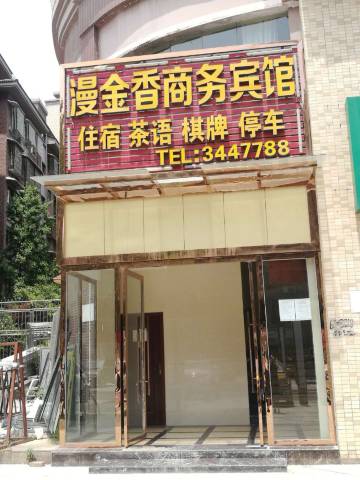 漫金香商务宾馆
住宿 茶语 棋牌 停车
TEL:3447788